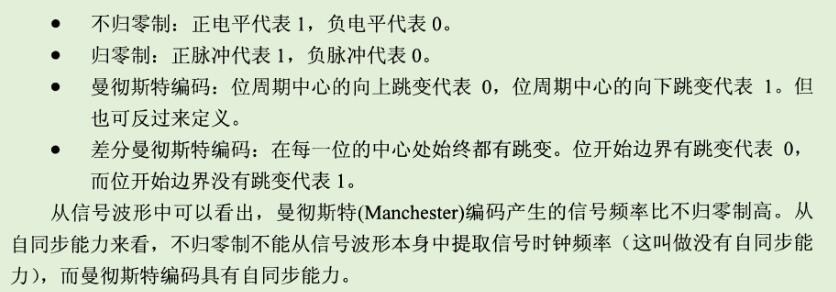 ● 不归零制：正电平代表 1，负电平代表 0。
● 归零制：正脉冲代表 1，负脉冲代表 0。
● 曼彻斯特编码：位周期中心的向上跳变代表 0，位周期中心的向下跳变代表 1。但
也可反过来定义。
● 差分曼彻斯特编码：在每一位的中心处始终都有跳变。位开始边界有跳变代表 0，
而位开始边界没有跳变代表 1。
从信号波形中可以看出，曼彻斯特(Manchester)编码产生的信号频率比不归零制高。从
自同步能力来看，不归零制不能从信号波形本身中提取信号时钟频率（这叫做没有自同步能
力），而曼彻斯特编码具有自同步能力。